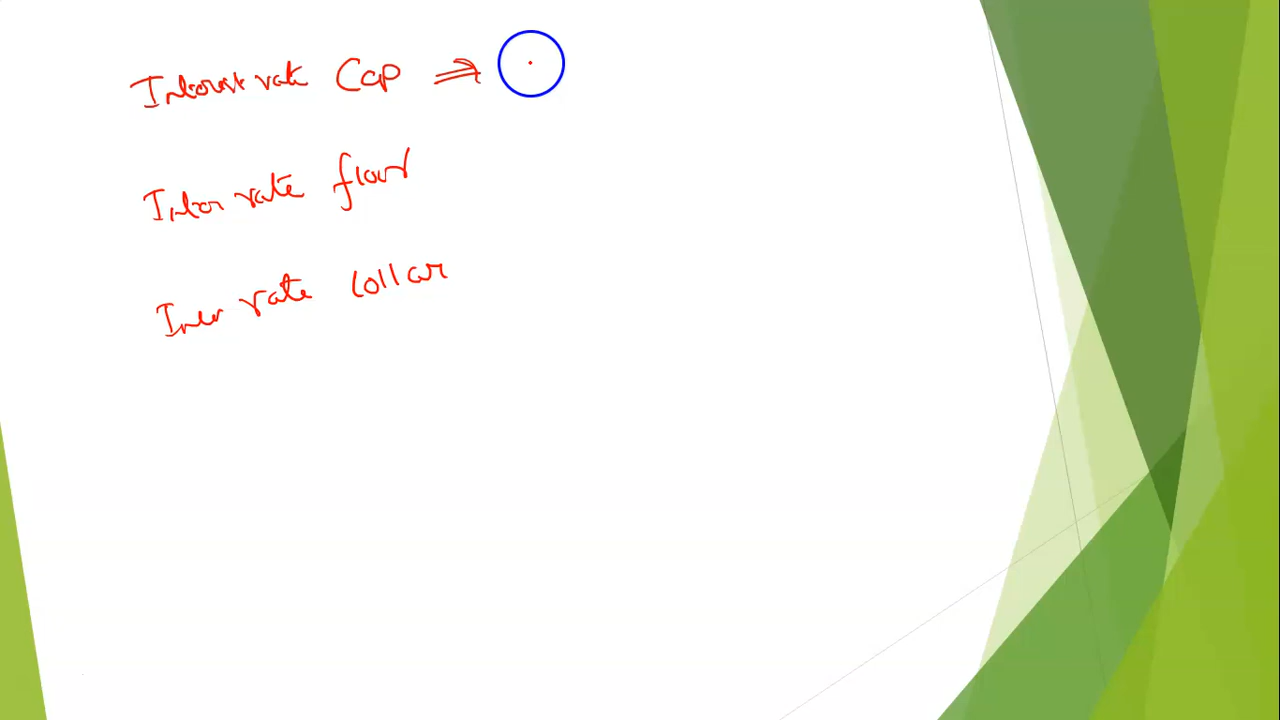 Interest rate Cap ⇒
Inter rate floor
Inter rate collar